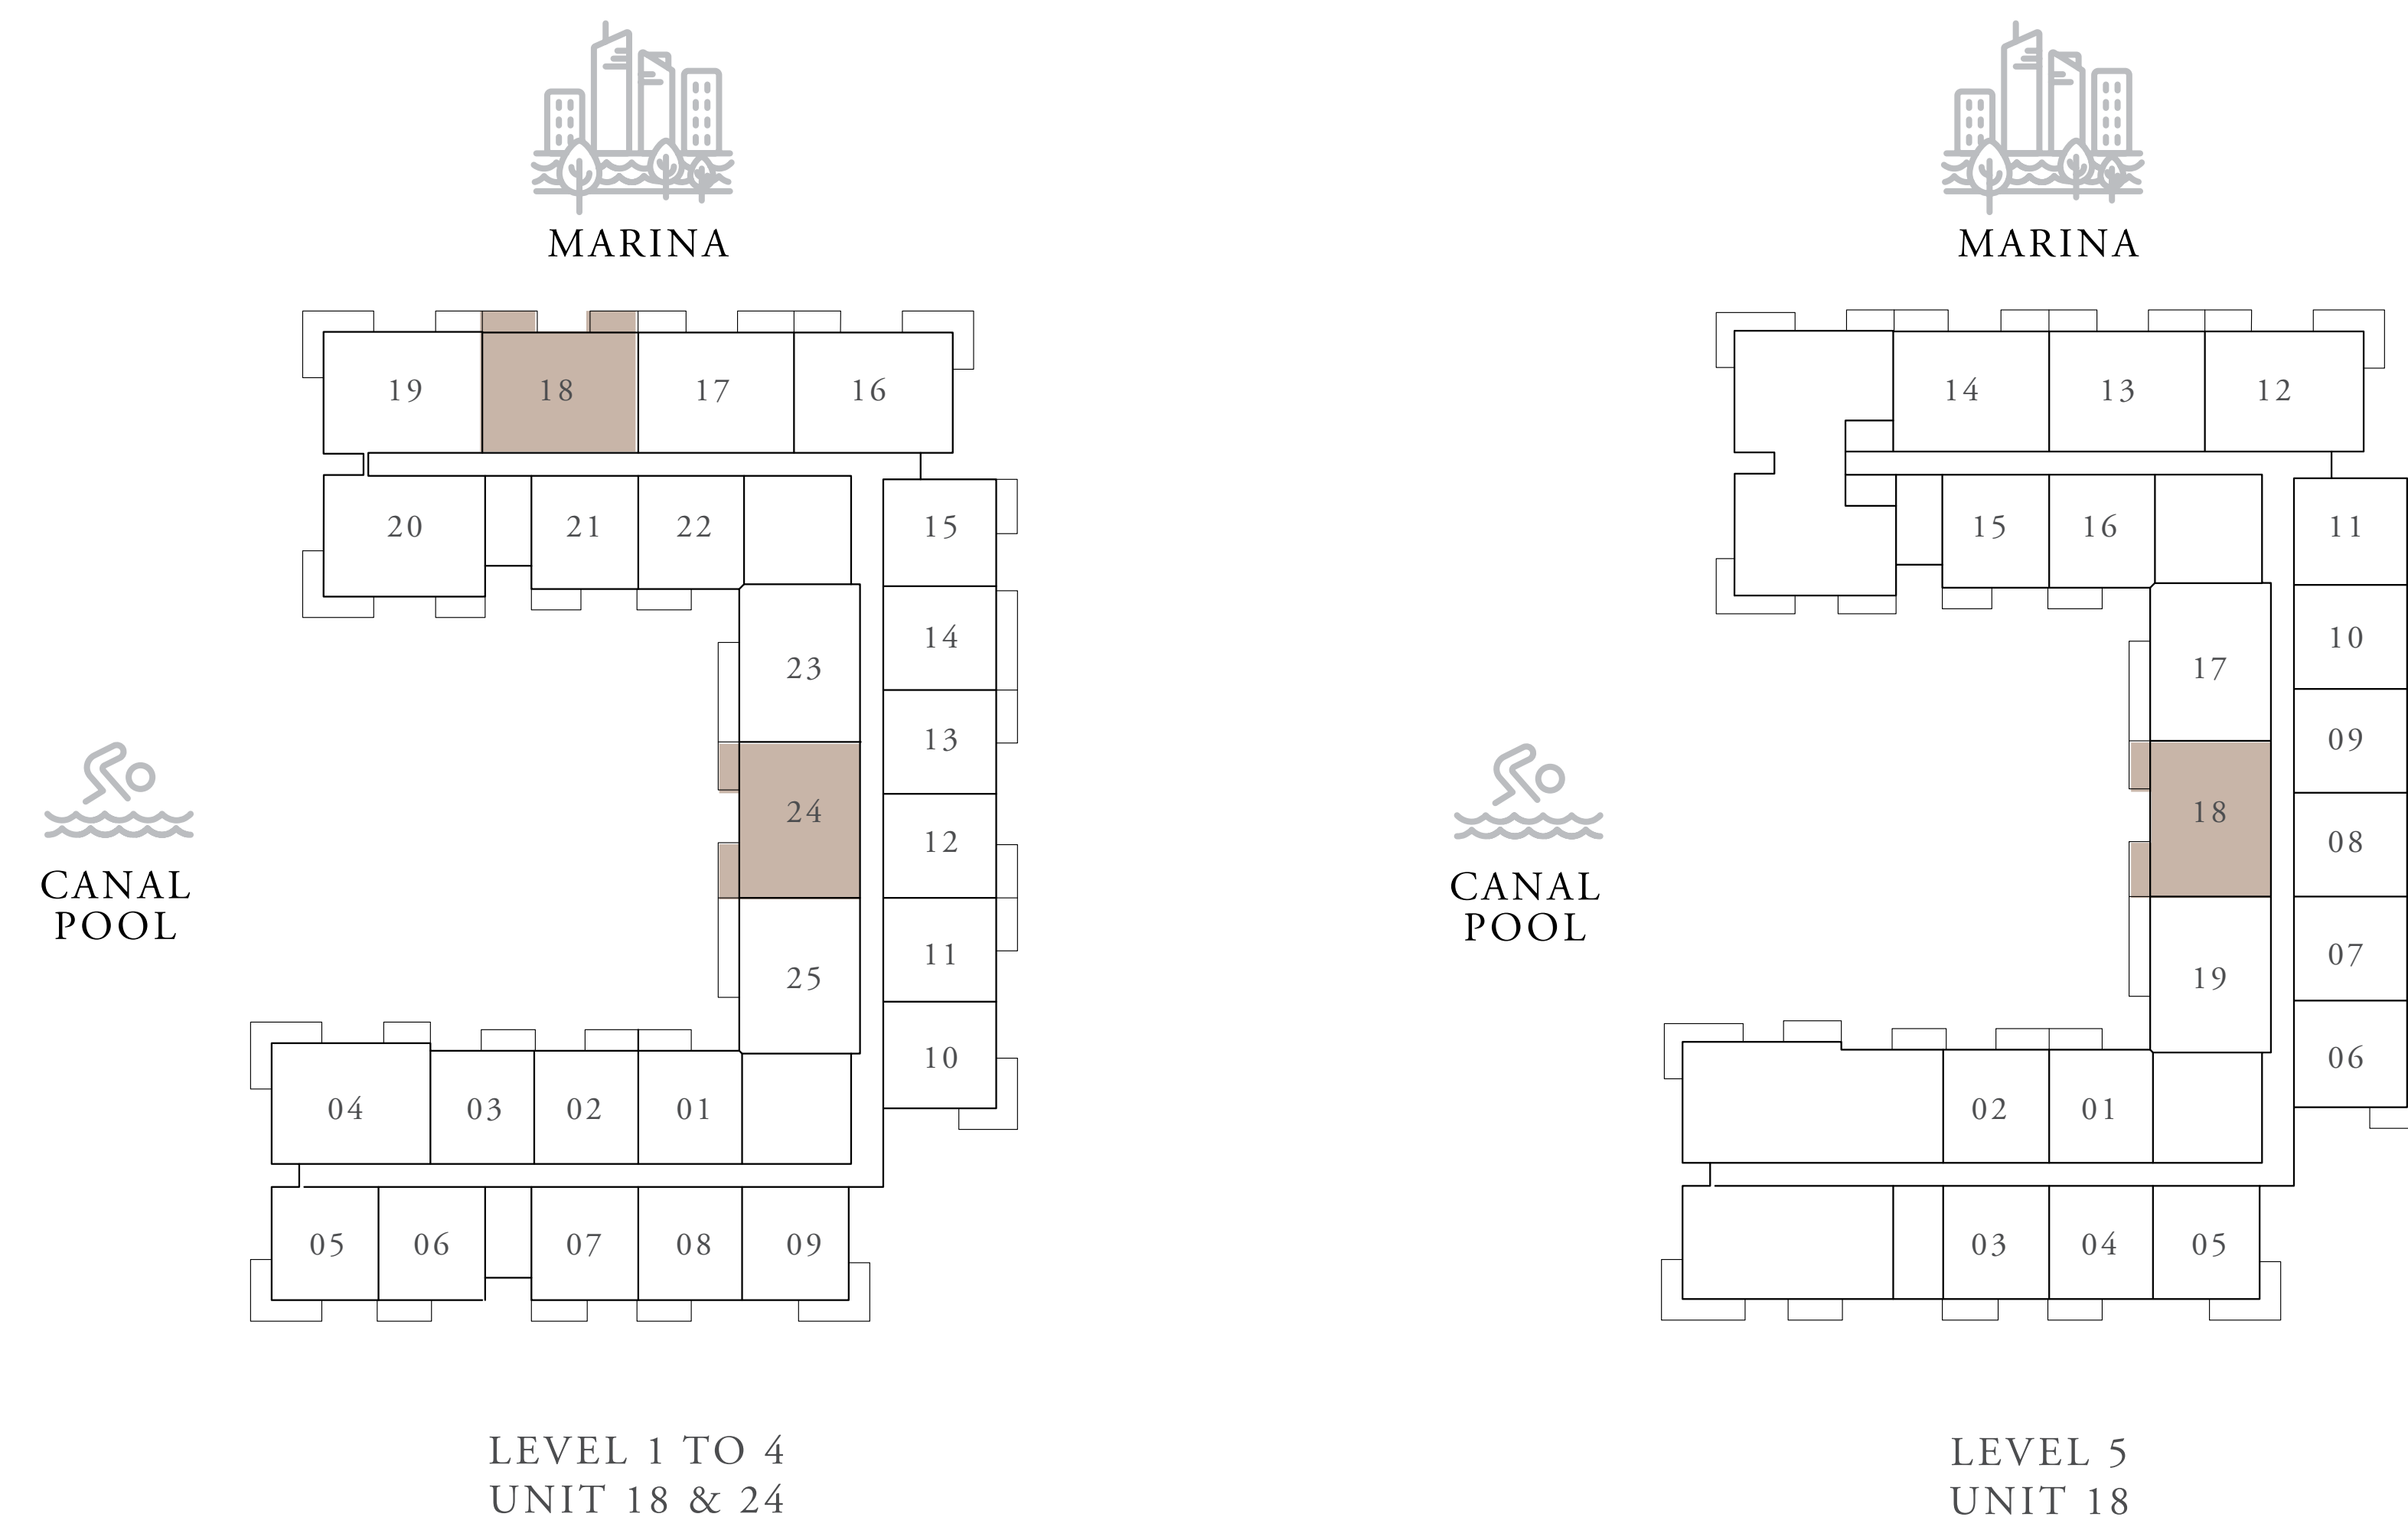 MARINA
19 18 17 16
20 21 22 15
14
23
13
24 12
11
25
10
04 03 02 01
05 06 07 08 09
CANAL
POOL
LEVEL 1 TO 4
UNIT 18 & 24
MARINA
14 13 12
15 16 11
10
17
09
18 08
07
19
06
02 01
03 04 05
CANAL
POOL
LEVEL 5
UNIT 18